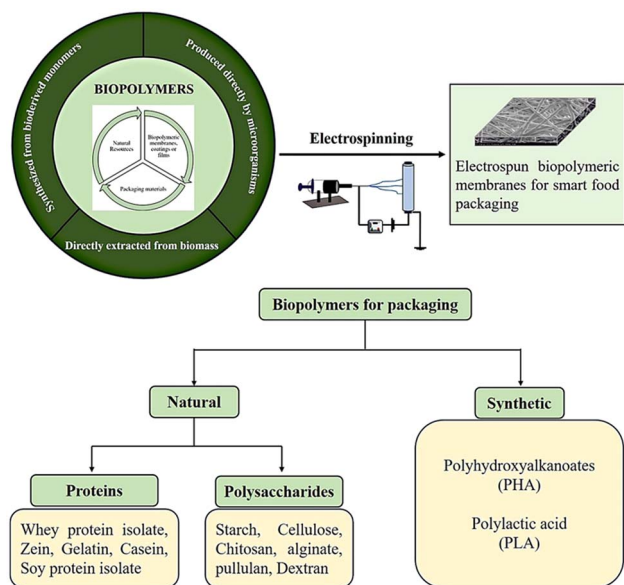 Synthesized from bioderived monomers
Produced directly by microorganisms
Directly extracted from biomass
BIOPOLYMERS
Natural
Resources
Biopolymeric
membranes,
coatings or
films
Packaging materials
Electrospinning
Electrospun biopolymeric
membranes for smart food
packaging
Biopolymers for packaging
Natural
Synthetic
Proteins
Polysaccharides
Whey protein isolate,
Zein, Gelatin, Casein,
Soy protein isolate
Starch, Cellulose,
Chitosan, alginate,
pullulan, Dextran
Polyhydroxyalkanoates
(PHA)
Polylactic acid
(PLA)